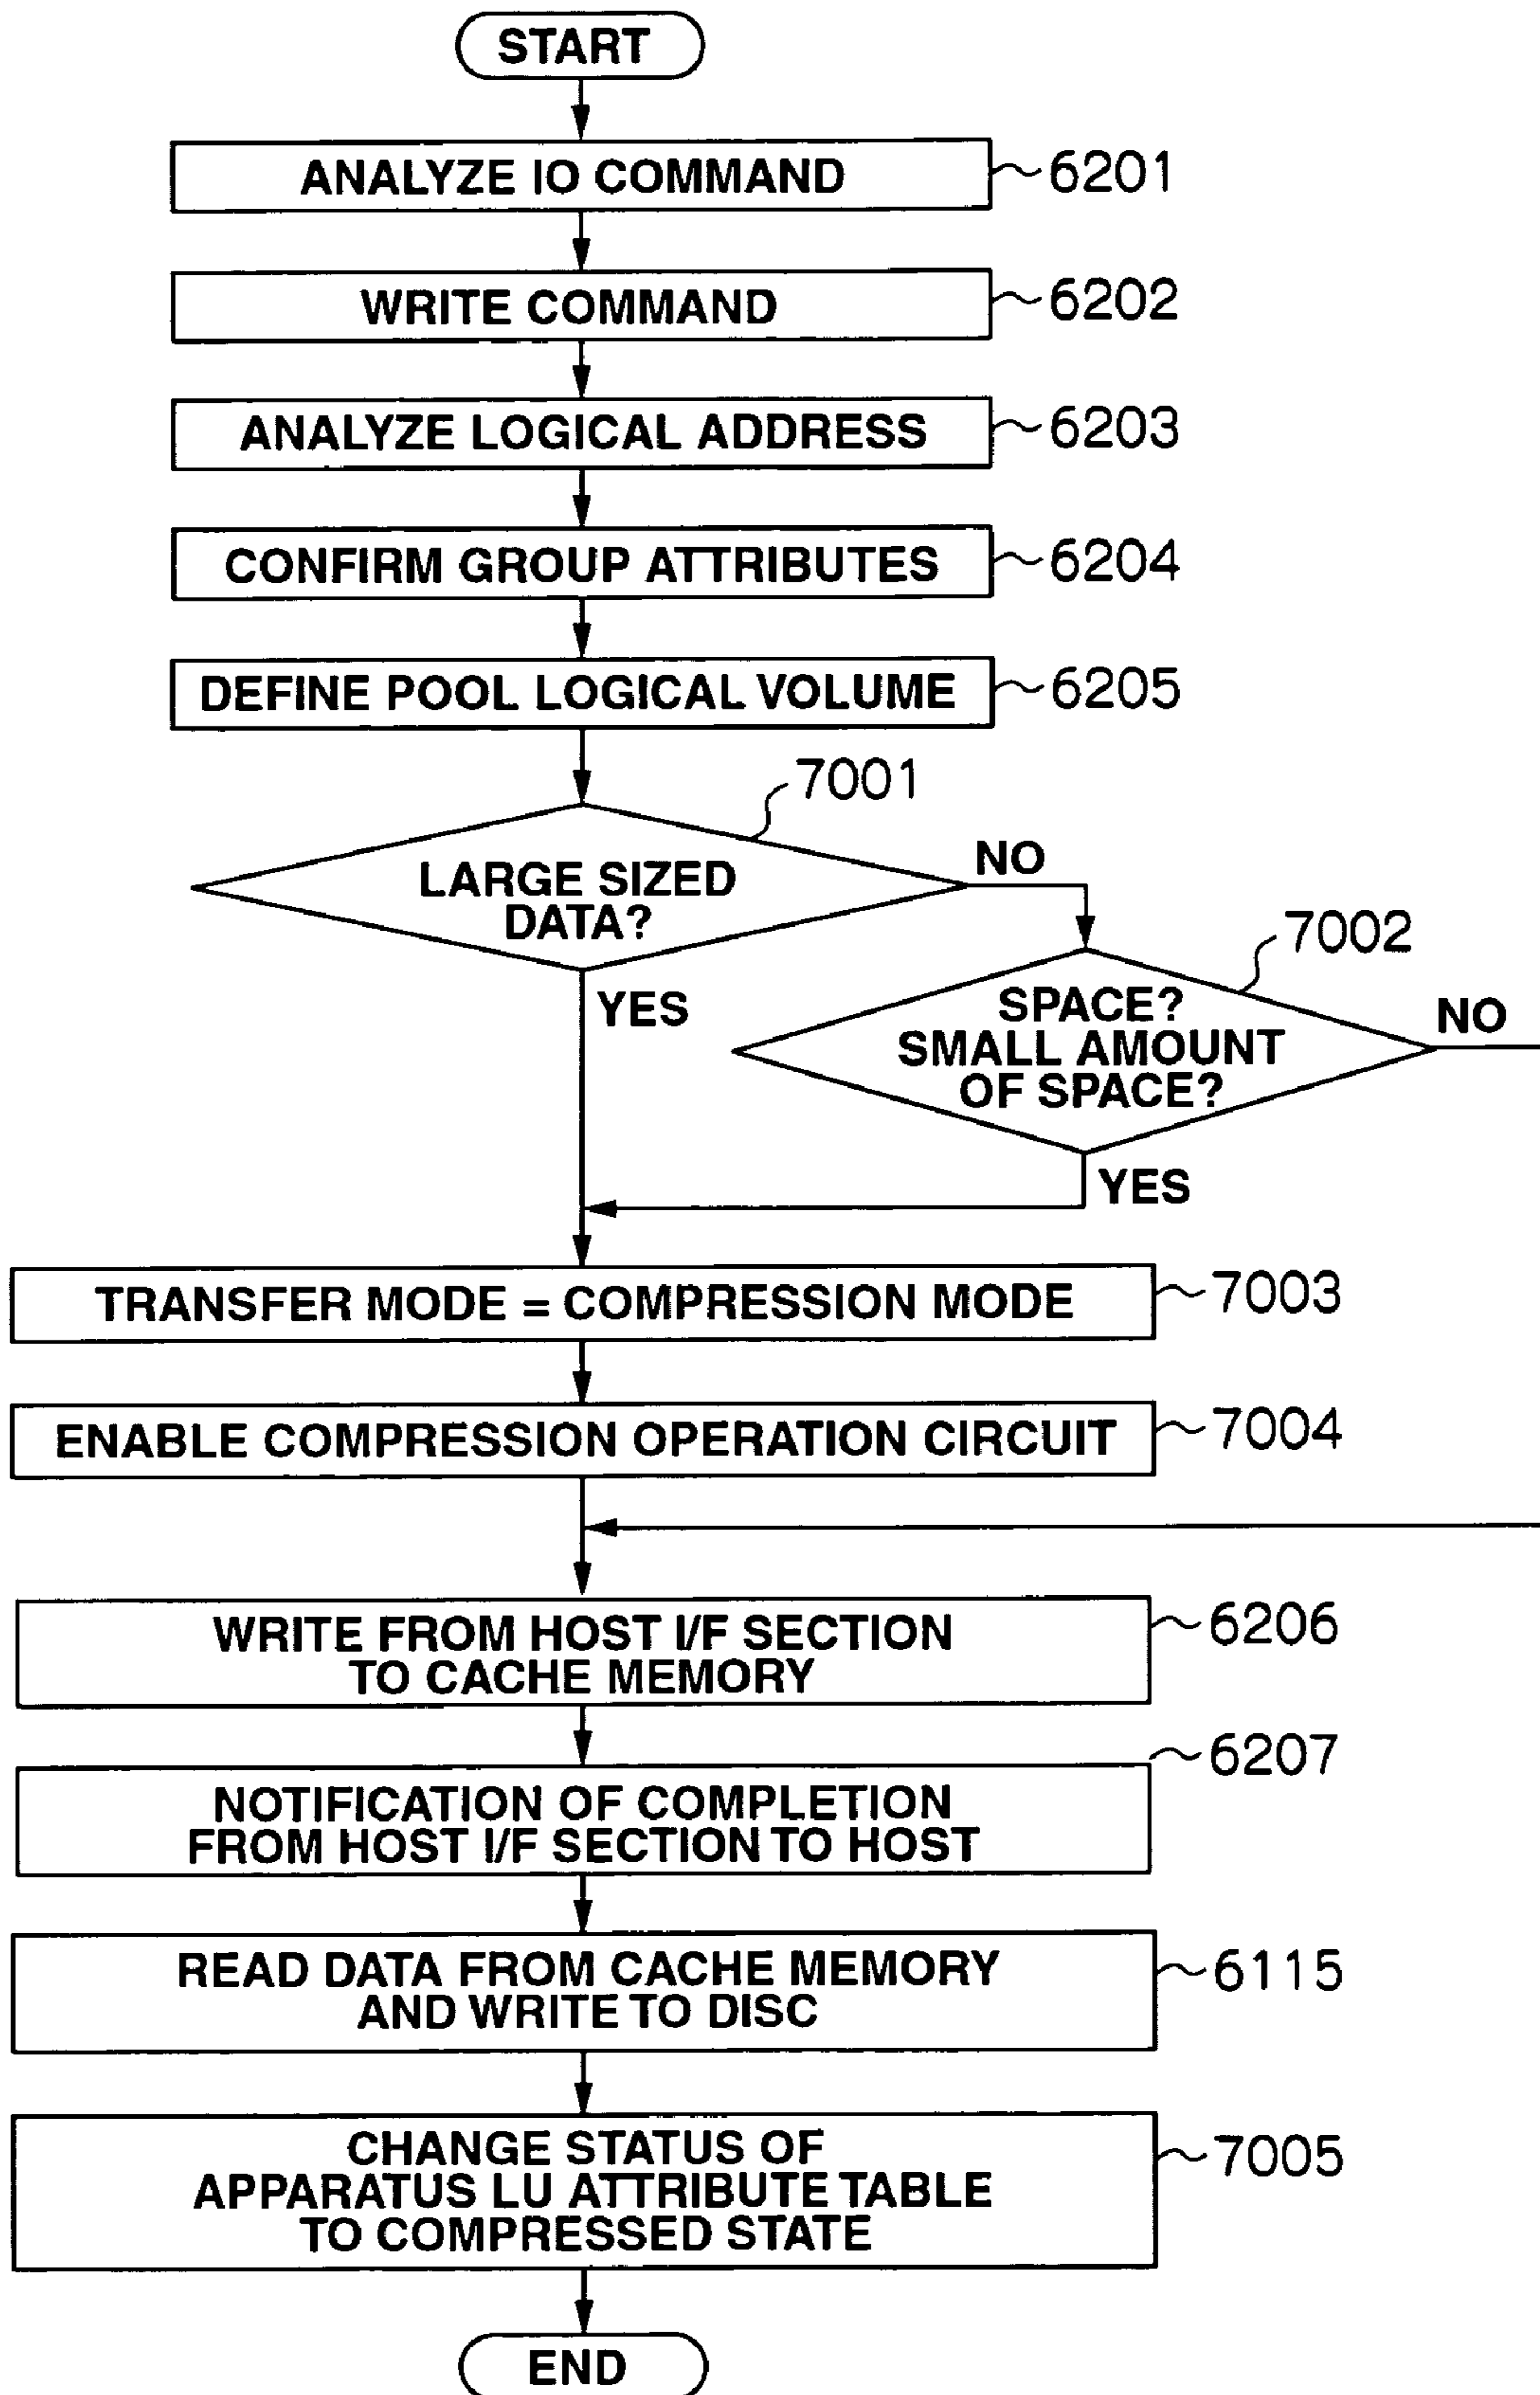 START
ANALYZE IO COMMAND
6201
WRITE COMMAND
6202
ANALYZE LOGICAL ADDRESS
6203
CONFIRM GROUP ATTRIBUTES
6204
DEFINE POOL LOGICAL VOLUME
6205
7001
LARGE SIZED
DATA?
NO
YES
7002
SPACE?
SMALL AMOUNT
OF SPACE?
NO
YES
TRANSFER MODE = COMPRESSION MODE
7003
ENABLE COMPRESSION OPERATION CIRCUIT
7004
WRITE FROM HOST I/F SECTION
TO CACHE MEMORY
6206
NOTIFICATION OF COMPLETION
FROM HOST I/F SECTION TO HOST
6207
READ DATA FROM CACHE MEMORY
AND WRITE TO DISC
6115
CHANGE STATUS OF
APPARATUS LU ATTRIBUTE TABLE
TO COMPRESSED STATE
7005
END